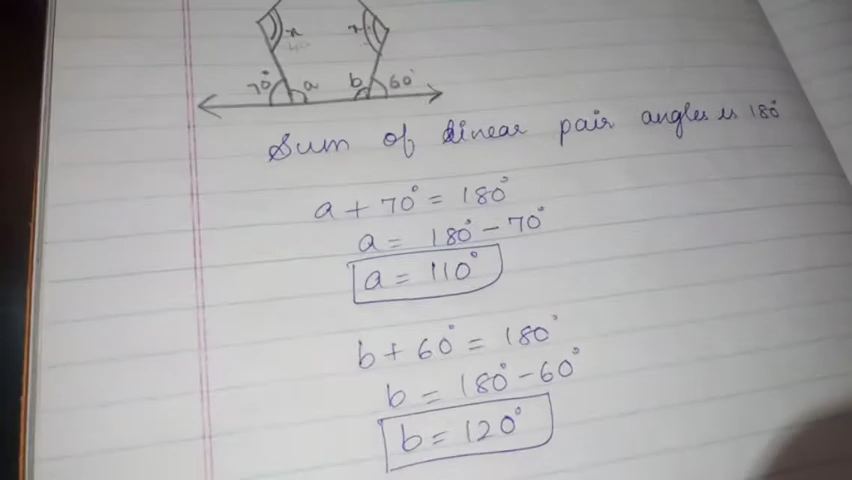 x x
70° a b 60°
Sum of linear pair angles is 180°
a + 70° = 180°
a = 180° - 70°
a = 110°
b + 60° = 180°
b = 180° - 60°
b = 120°